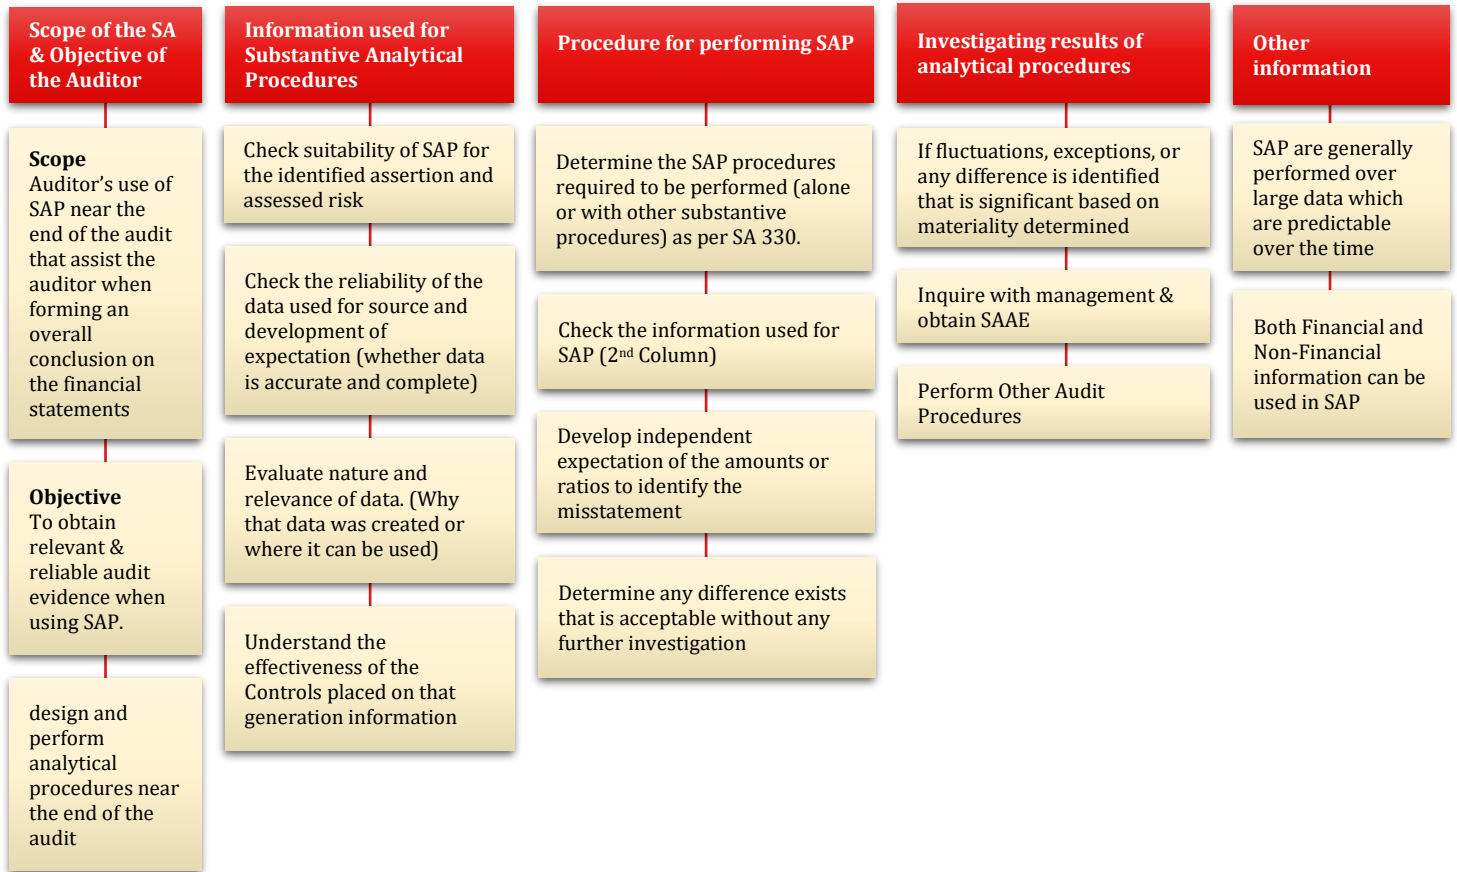 Scope of the SA
& Objective of
the Auditor
Scope
Auditor’s use of
SAP near the
end of the audit
that assist the
auditor when
forming an
overall
conclusion on
the financial
statements
Objective
To obtain
relevant &
reliable audit
evidence when
using SAP.
design and
perform
analytical
procedures near
the end of the
audit
Information used for
Substantive Analytical
Procedures
Check suitability of SAP for
the identified assertion and
assessed risk
Check the reliability of the
data used for source and
development of
expectation (whether data
is accurate and complete)
Evaluate nature and
relevance of data. (Why
that data was created or
where it can be used)
Understand the
effectiveness of the
Controls placed on that
generation information
Procedure for performing SAP
Determine the SAP procedures
required to be performed (alone
or with other substantive
procedures) as per SA 330.
Check the information used for
SAP (2nd Column)
Develop independent
expectation of the amounts or
ratios to identify the
misstatement
Determine any difference exists
that is acceptable without any
further investigation
Investigating results of
analytical procedures
If fluctuations, exceptions, or
any difference is identified
that is significant based on
materiality determined
Inquire with management &
obtain SAAE
Perform Other Audit
Procedures
Other
information
SAP are generally
performed over
large data which
are predictable
over the time
Both Financial and
Non-Financial
information can be
used in SAP